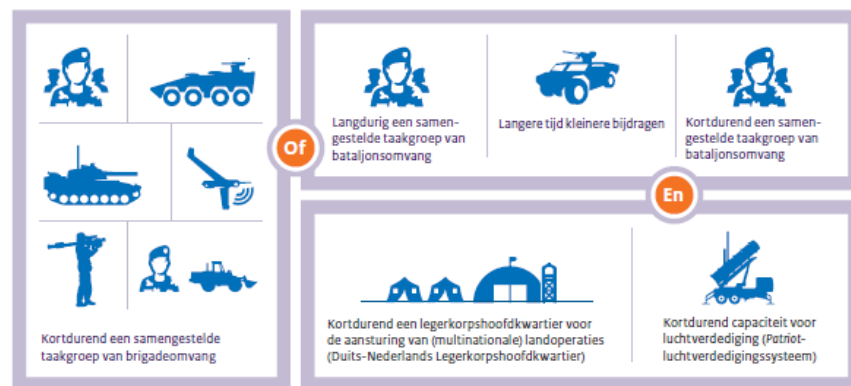 Kortdurend een samengestelde
taakgroep van brigadeomvang
Of
Langdurig een samen-
gestelde taakgroep van
bataljonsomvang
Langere tijd kleinere bijdragen
Kortdurend een samen-
gestelde taakgroep van
bataljonsomvang
En
Kortdurend een legerkorpshoofdkwartier voor
de aansturing van (multinationale) landoperaties
(Duits-Nederlands Legerkorpshoofdkwartier)
Kortdurend capaciteit voor
luchtverdediging (Patriot-
luchtverdedigingssysteem)